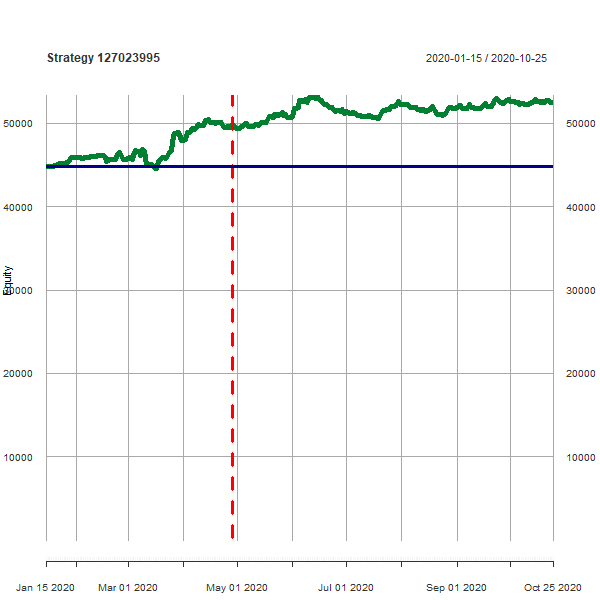 Strategy 127023995
2020-01-15 / 2020-10-25
50000
50000
40000
40000
Equity
30000
30000
20000
20000
10000
10000
Jan 15 2020
Mar 01 2020
May 01 2020
Jul 01 2020
Sep 01 2020
Oct 25 2020